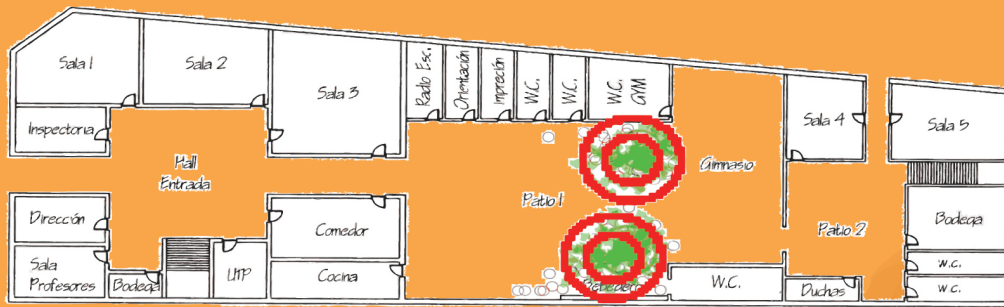 Sala 1
Sala 2
Sala 3
Radio Esc.
Orientación
Impresión
W.C.
W.C.
W.C.
GYM
Sala 4
Sala 5
Inspectoria
Hall
Entrada
Gimnasio
Patio 1
Patio 2
Dirección
Comedor
Bodega
Sala
Profesores
Bodega
UTP
Cocina
W.C.
Duchas
W.C.
W.C.